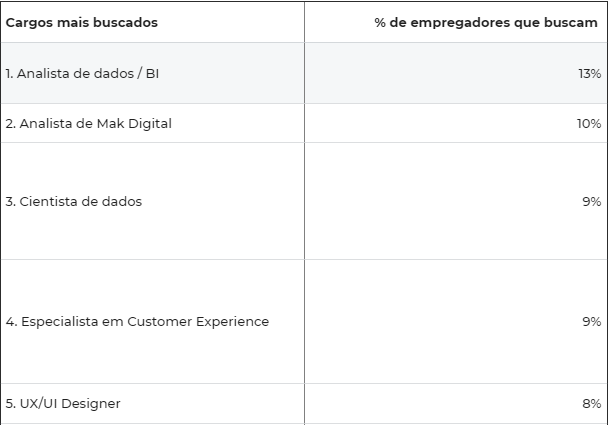 Cargos mais buscados % de empregadores que buscam
1. Analista de dados / BI 13%
2. Analista de Mak Digital 10%
3. Cientista de dados 9%
4. Especialista em Customer Experience 9%
5. UX/UI Designer 8%